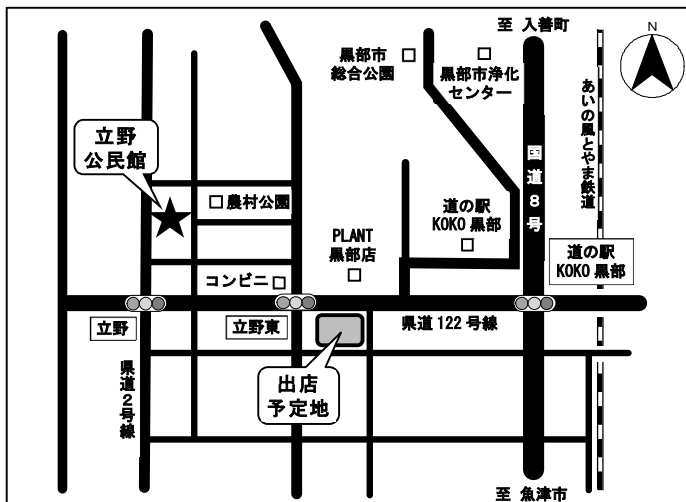 至 入善町
N
黒部市
総合公園
黒部市浄化
センター
あいの風とやま鉄道
立野
公民館
国道８号
農村公園
道の駅
KOKO 黒部
PLANT
黒部店
道の駅
KOKO 黒部
コンビニ
立野
立野東
県道 122 号線
県道２号線
出店
予定地
至 魚津市